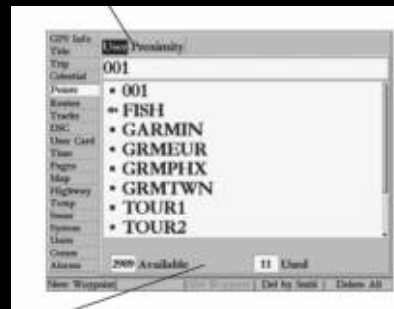 GPS Info
Tide
Trip
Celestial
Points
Routes
Tracks
DSC
User Card
Time
Pages
Map
Highway
Temp
Sonar
System
Units
Comm
Alarms
User Proximity
001
001
FISH
GARMIN
GRMEUR
GRMPHX
GRMTWN
TOUR1
TOUR2
2989 Available 11 Used
New Waypoint Del by Symbl Delete All